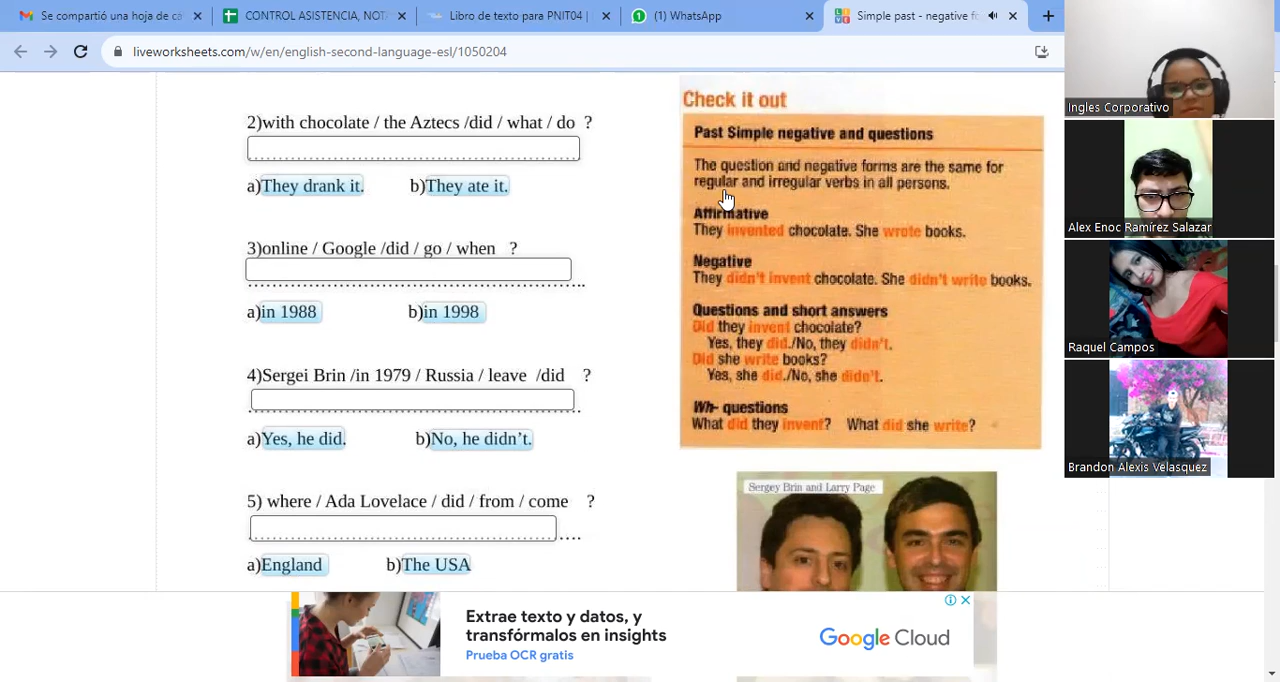 Se compartió una hoja de ca
CONTROL ASISTENCIA, NOTA
Libro de texto para PNIT04 |
(1) WhatsApp
Simple past - negative fo
liveworksheets.com/w/en/english-second-language-esl/1050204
2)with chocolate / the Aztecs /did / what / do ?
a)They drank it. b)They ate it.
3)online / Google /did / go / when ?
a)in 1988 b)in 1998
4)Sergei Brin /in 1979 / Russia / leave /did ?
a)Yes, he did. b)No, he didn't.
5) where / Ada Lovelace / did / from / come ?
a)England b)The USA
Check it out
Past Simple negative and questions
The question and negative forms are the same for
regular and irregular verbs in all persons.
Affirmative
They invented chocolate. She wrote books.
Negative
They didn't invent chocolate. She didn't write books.
Questions and short answers
Did they invent chocolate?
Yes, they did./No, they didn't.
Did she write books?
Yes, she did./No, she didn't.
Wh- questions
What did they invent? What did she write?
Sergey Brin and Larry Page
Extrae texto y datos, y
transfórmalos en insights
Prueba OCR gratis
Google Cloud
Ingles Corporativo
Alex Enoc Ramírez Salazar
Raquel Campos
Brandon Alexis Velasquez